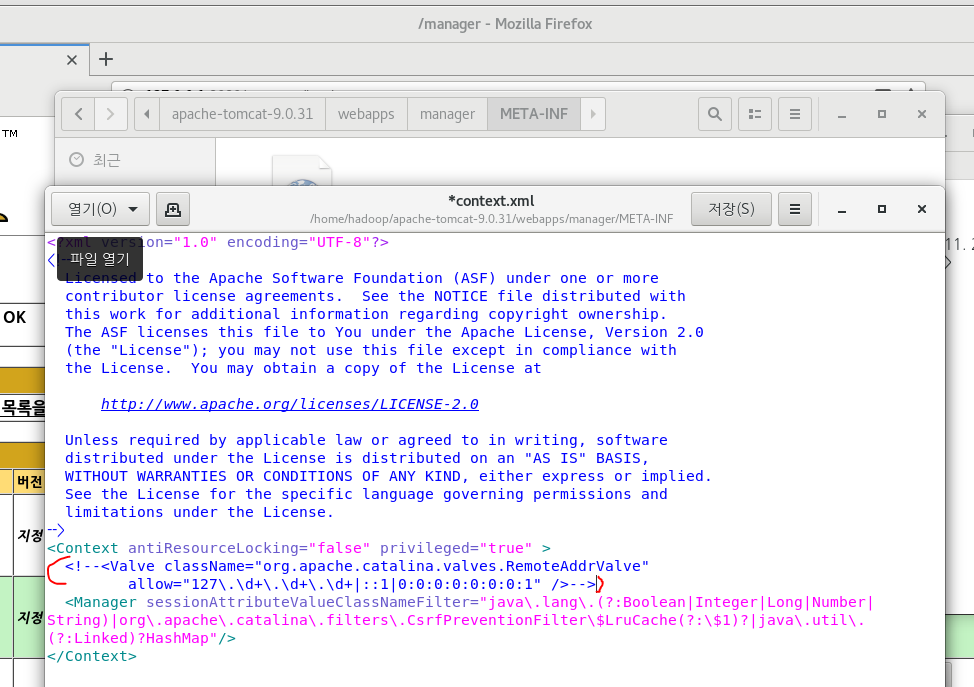 /manager - Mozilla Firefox
TM
apache-tomcat-9.0.31 webapps manager META-INF
최근
열기(O)
*context.xml
/home/hadoop/apache-tomcat-9.0.31/webapps/manager/META-INF
저장(S)
<?xml version="1.0" encoding="UTF-8"?>
파일 열기
Licensed to the Apache Software Foundation (ASF) under one or more
contributor license agreements.  See the NOTICE file distributed with
this work for additional information regarding copyright ownership.
The ASF licenses this file to You under the Apache License, Version 2.0
(the "License"); you may not use this file except in compliance with
the License.  You may obtain a copy of the License at
http://www.apache.org/licenses/LICENSE-2.0
Unless required by applicable law or agreed to in writing, software
distributed under the License is distributed on an "AS IS" BASIS,
WITHOUT WARRANTIES OR CONDITIONS OF ANY KIND, either express or implied.
See the License for the specific language governing permissions and
limitations under the License.
-->
<Context antiResourceLocking="false" privileged="true" >
<!--<Valve className="org.apache.catalina.valves.RemoteAddrValve"
allow="127\.\d+\.\d+\.\d+|::1|0:0:0:0:0:0:0:1" />-->
<Manager sessionAttributeValueClassNameFilter="java\.lang\.(?:Boolean|Integer|Long|Number|
String)|org\.apache\.catalina\.filters\.CsrfPreventionFilter\$LruCache(?:\$1)?|java\.util\.
(?:Linked)?HashMap"/>
</Context>
OK
목록을
버전
지정
지정